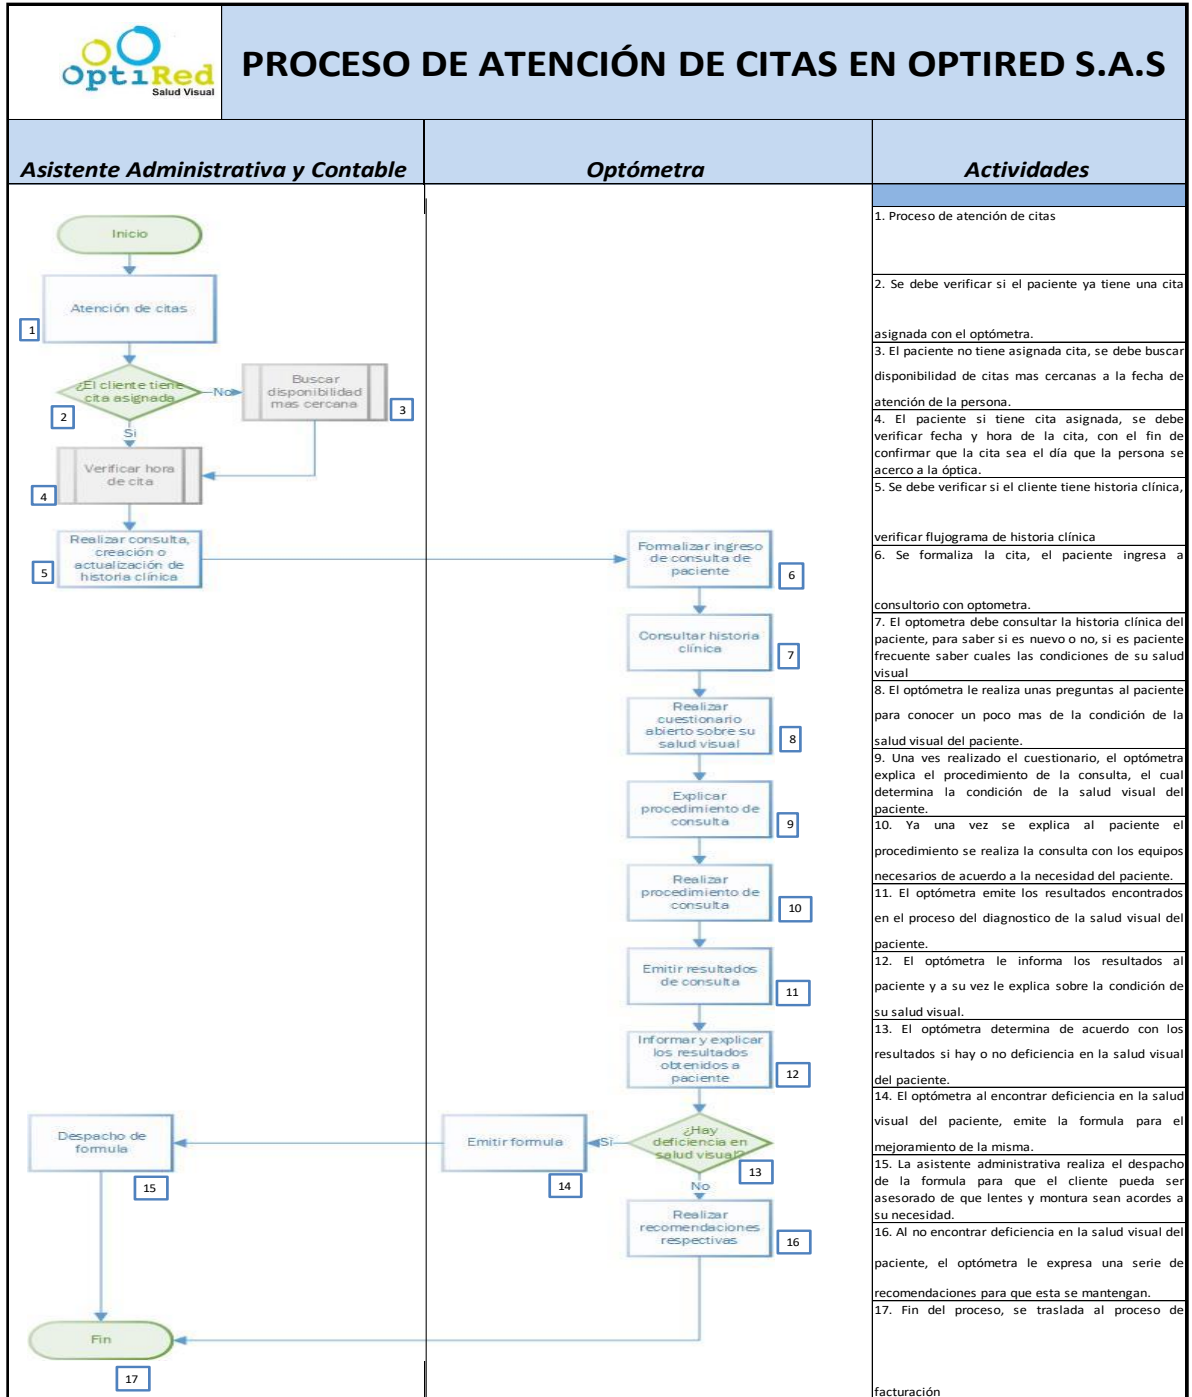 OptiRed
Salud Visual
PROCESO DE ATENCIÓN DE CITAS EN OPTIRED S.A.S
Asistente Administrativa y Contable
Optómetra
Actividades
Inicio
Atención de citas
1
¿El cliente tiene
cita asignada
2
No
Buscar
disponibilidad
mas cercana
3
Si
Verificar hora
de cita
4
Realizar consulta,
creación o
actualización de
historia clínica
5
Formalizar ingreso
de consulta de
paciente
6
Consultar historia
clínica
7
Realizar
cuestionario
abierto sobre su
salud visual
8
Explicar
procedimiento de
consulta
9
Realizar
procedimiento de
consulta
10
Emitir resultados
de consulta
11
Informar y explicar
los resultados
obtenidos a
paciente
12
¿Hay
deficiencia en
salud visual?
13
Si
Emitir formula
14
Despacho de
formula
15
No
Realizar
recomendaciones
respectivas
16
Fin
17
1. Proceso de atención de citas
2. Se debe verificar si el paciente ya tiene una cita
asignada con el optómetra.
3. El paciente no tiene asignada cita, se debe buscar
disponibilidad de citas mas cercanas a la fecha de
atención de la persona.
4. El paciente si tiene cita asignada, se debe
verificar fecha y hora de la cita, con el fin de
confirmar que la cita sea el día que la persona se
acerco a la óptica.
5. Se debe verificar si el cliente tiene historia clínica,
verificar flujograma de historia clínica
6. Se formaliza la cita, el paciente ingresa a
consultorio con optometra.
7. El optometra debe consultar la historia clínica del
paciente, para saber si es nuevo o no, si es paciente
frecuente saber cuales las condiciones de su salud
visual
8. El optómetra le realiza unas preguntas al paciente
para conocer un poco mas de la condición de la
salud visual del paciente.
9. Una ves realizado el cuestionario, el optómetra
explica el procedimiento de la consulta, el cual
determina la condición de la salud visual del
paciente.
10. Ya una vez se explica al paciente el
procedimiento se realiza la consulta con los equipos
necesarios de acuerdo a la necesidad del paciente.
11. El optómetra emite los resultados encontrados
en el proceso del diagnostico de la salud visual del
paciente.
12. El optómetra le informa los resultados al
paciente y a su vez le explica sobre la condición de
su salud visual.
13. El optómetra determina de acuerdo con los
resultados si hay o no deficiencia en la salud visual
del paciente.
14. El optómetra al encontrar deficiencia en la salud
visual del paciente, emite la formula para el
mejoramiento de la misma.
15. La asistente administrativa realiza el despacho
de la formula para que el cliente pueda ser
asesorado de que lentes y montura sean acordes a
su necesidad.
16. Al no encontrar deficiencia en la salud visual del
paciente, el optómetra le expresa una serie de
recomendaciones para que esta se mantengan.
17. Fin del proceso, se traslada al proceso de
facturación